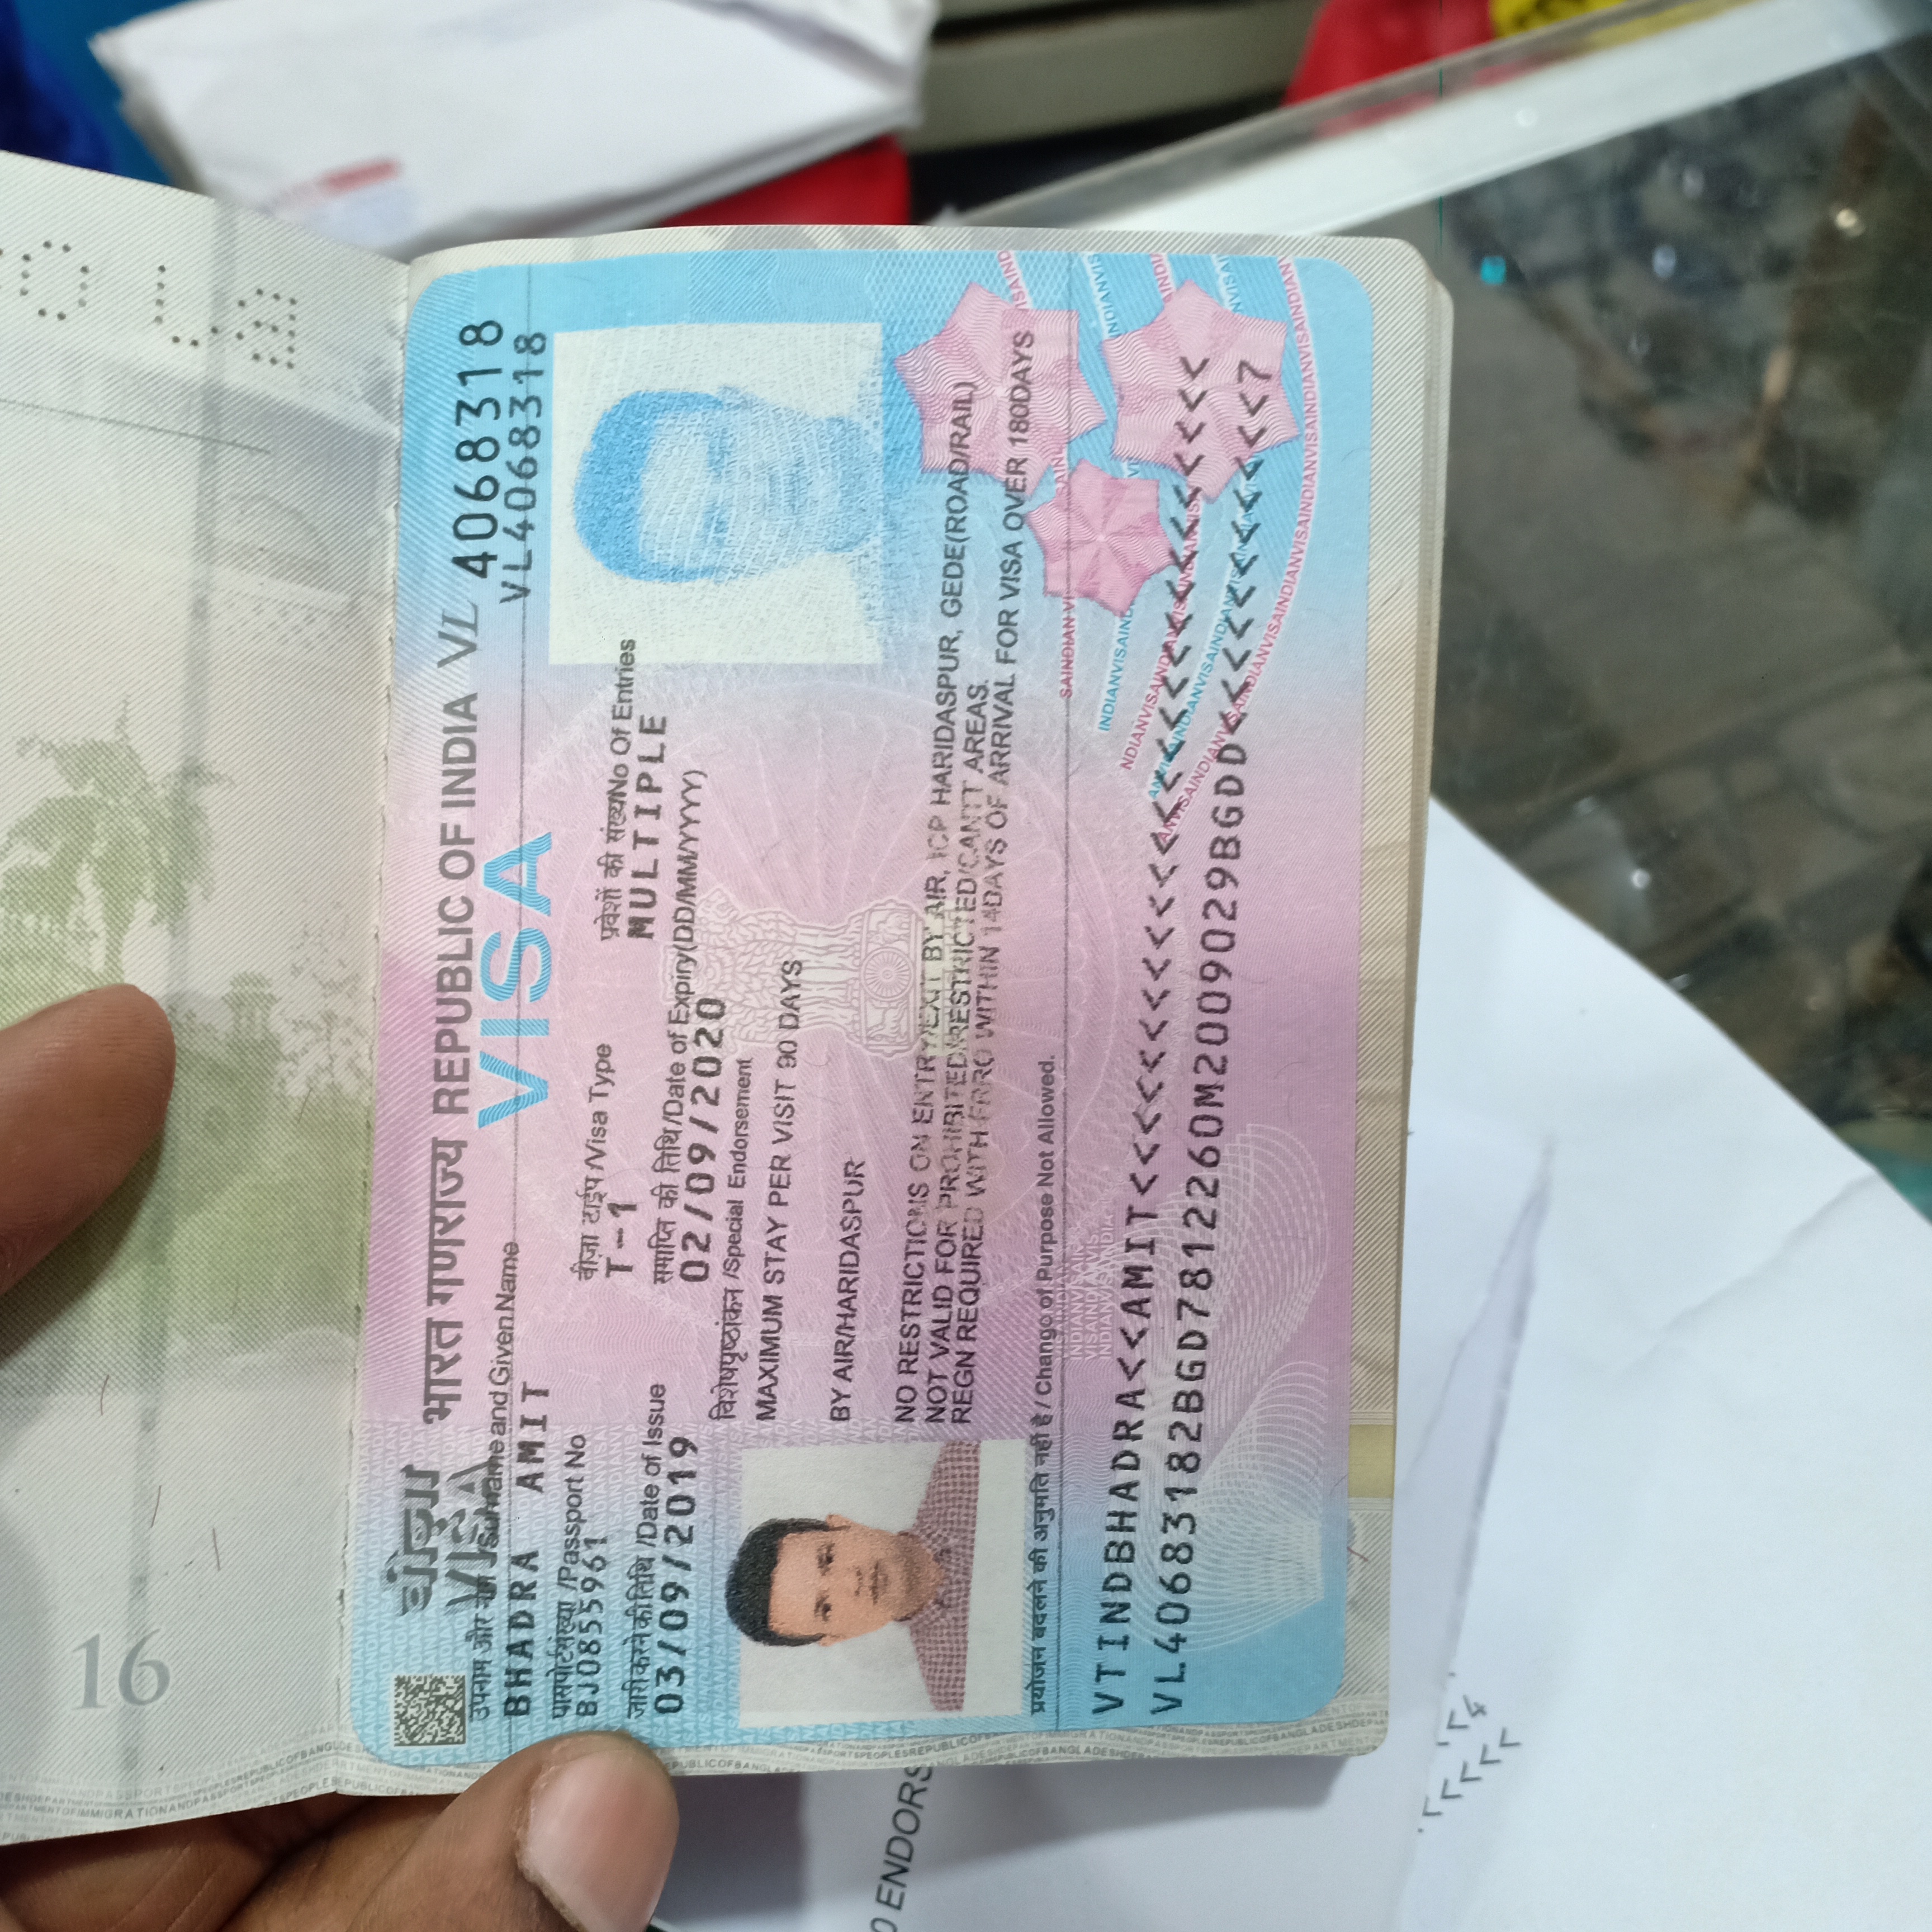 16
वीज़ा
VISA
भारत गणराज्य REPUBLIC OF INDIA VL 4068318
VL4068318
उपनाम और नाम /Surname and Given Name
BHADRA AMIT
VISA
पासपोर्टसंख्या /Passport No
BJ0855961
वीज़ा टाईप /Visa Type
T-1
प्रवेशों की संख्य/No Of Entries
MULTIPLE
जारी करने की तिथि /Date of Issue
03/09/2019
समाप्ति की तिथि/Date of Expiry(DD/MM/YYYY)
02/09/2020
विशेषपृष्ठांकन /Special Endorsement
MAXIMUM STAY PER VISIT 90 DAYS
BY AIR/HARIDASPUR
NO RESTRICTIONS ON ENTRY/EXIT BY AIR, ICP HARIDASPUR, GEDE(ROAD/RAIL)
NOT VALID FOR PROHIBITED/RESTRICTED/CANTT AREAS.
REGN REQUIRED WITH FRRO WITHIN 14DAYS OF ARRIVAL FOR VISA OVER 180DAYS
प्रयोजन बदलने की अनुमति नहीं है / Change of Purpose Not Allowed.
VTINDBHADRA<<AMIT<<<<<<<<<<<<<<<<<<<<<<<<<<<
VL40683182BGD7812260M2009029BGDD<<<<<<<<<<<7
0 ENDORS